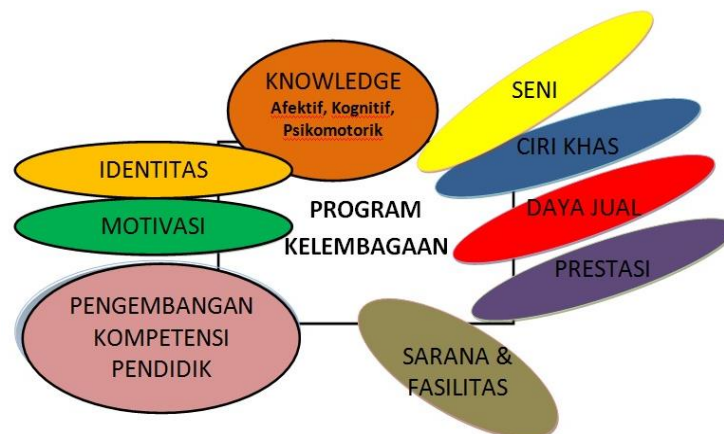 KNOWLEDGE
Afektif, Kognitif,
Psikomotorik
SENI
CIRI KHAS
IDENTITAS
MOTIVASI
PROGRAM
KELEMBAGAAN
DAYA JUAL
PRESTASI
PENGEMBANGAN
KOMPETENSI
PENDIDIK
SARANA &
FASILITAS